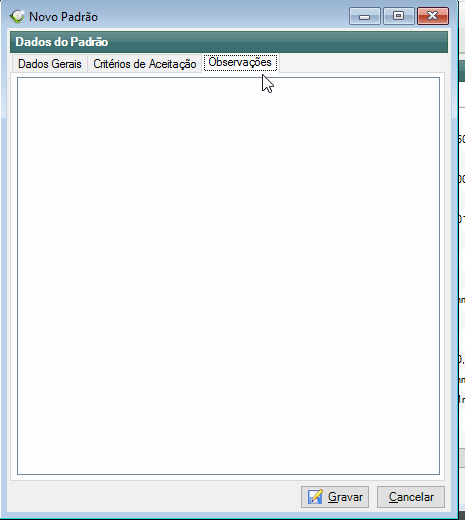 Novo Padrão
Dados do Padrão
Dados Gerais Critérios de Aceitação Observações
Gravar Cancelar